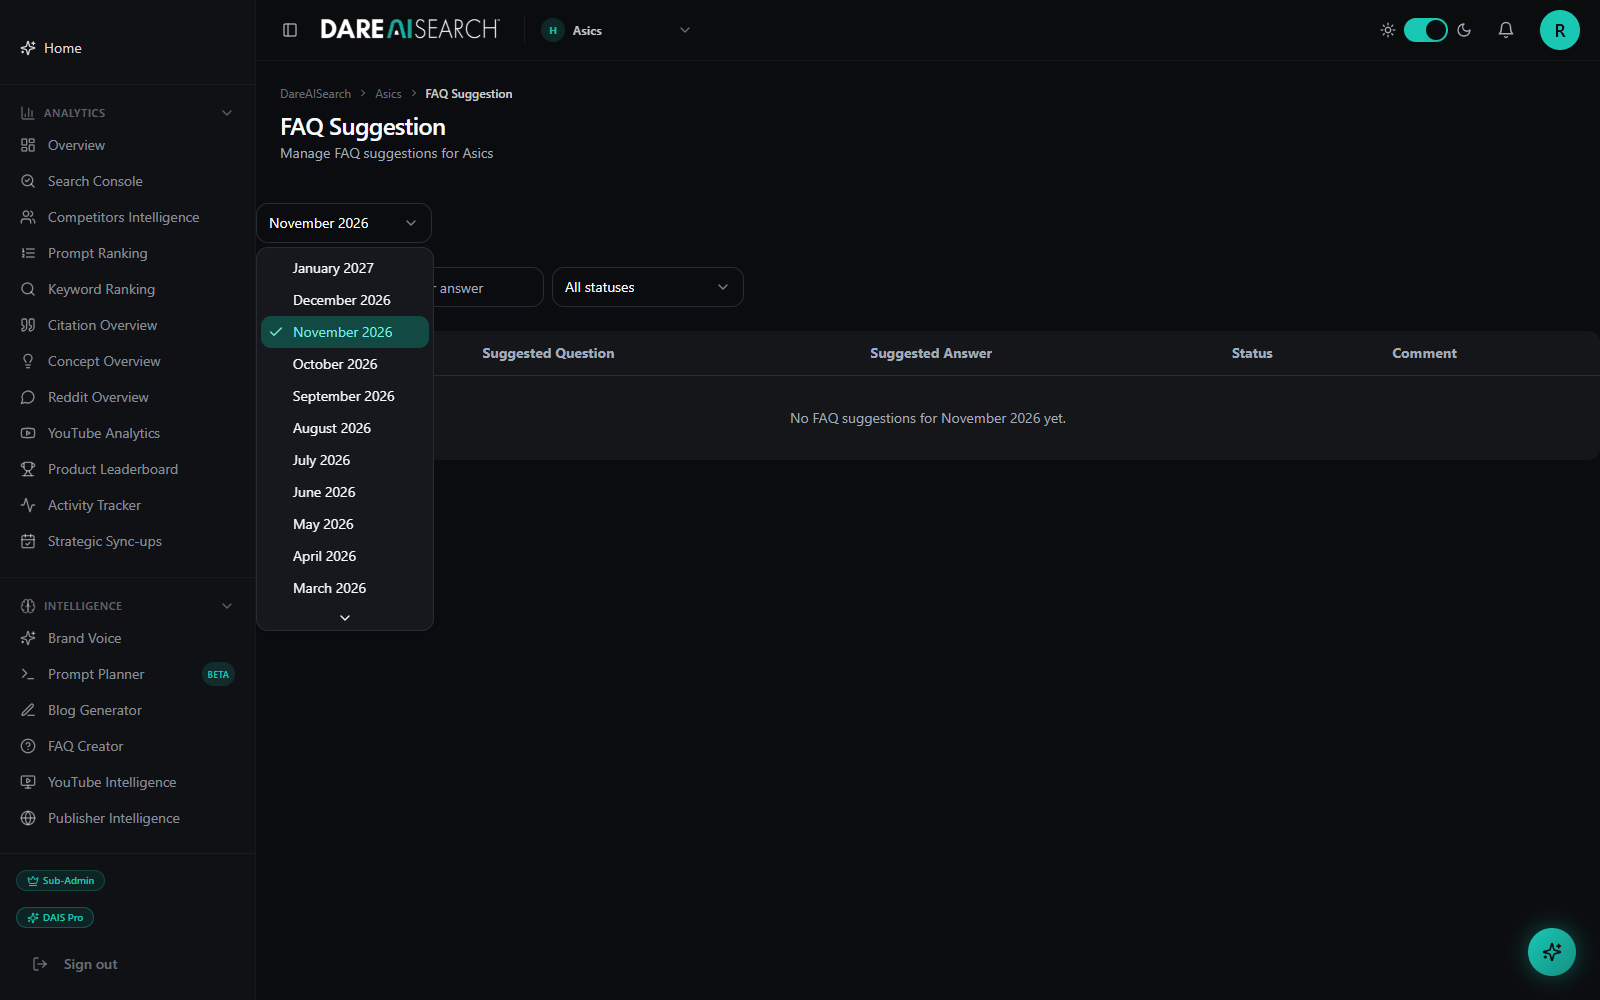 Home
ANALYTICS
Overview
Search Console
Competitors Intelligence
Prompt Ranking
Keyword Ranking
Citation Overview
Concept Overview
Reddit Overview
YouTube Analytics
Product Leaderboard
Activity Tracker
Strategic Sync-ups
INTELLIGENCE
Brand Voice
Prompt Planner BETA
Blog Generator
FAQ Creator
YouTube Intelligence
Publisher Intelligence
Sub-Admin
DAIS Pro
Sign out
DARE AISEARCH
H Asics
R
DareAISearch > Asics > FAQ Suggestion
FAQ Suggestion
Manage FAQ suggestions for Asics
November 2026
January 2027
December 2026
November 2026
October 2026
September 2026
August 2026
July 2026
June 2026
May 2026
April 2026
March 2026
answer
All statuses
Suggested Question Suggested Answer Status Comment
No FAQ suggestions for November 2026 yet.